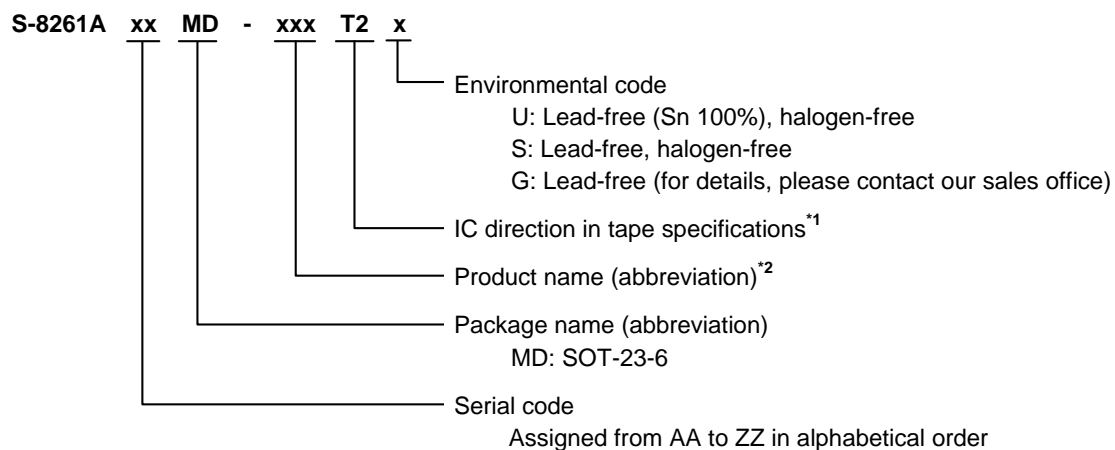 S-8261A xx MD - xxx T2 x
Environmental code
U: Lead-free (Sn 100%), halogen-free
S: Lead-free, halogen-free
G: Lead-free (for details, please contact our sales office)
IC direction in tape specifications*1
Product name (abbreviation)*2
Package name (abbreviation)
MD: SOT-23-6
Serial code
Assigned from AA to ZZ in alphabetical order